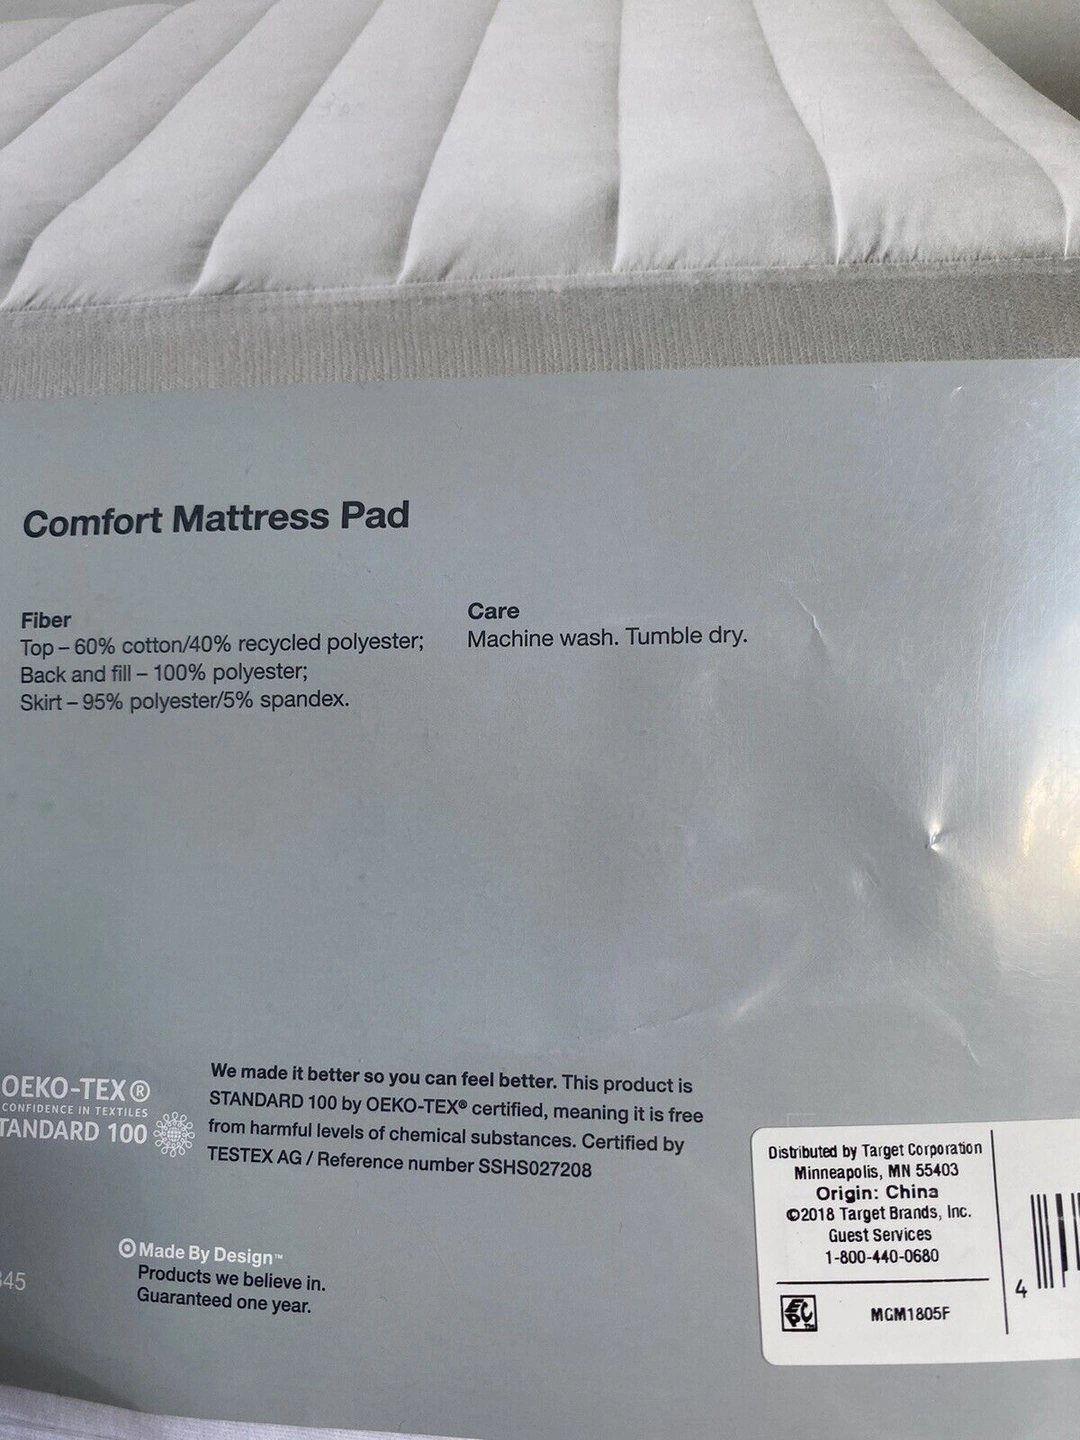 Comfort Mattress Pad
Fiber
Top – 60% cotton/40% recycled polyester;
Back and fill – 100% polyester;
Skirt – 95% polyester/5% spandex.
Care
Machine wash. Tumble dry.
OEKO-TEX®
CONFIDENCE IN TEXTILES
TANDARD 100
We made it better so you can feel better. This product is
STANDARD 100 by OEKO-TEX® certified, meaning it is free
from harmful levels of chemical substances. Certified by
TESTEX AG / Reference number SSHS027208
Made By Design™
Products we believe in.
Guaranteed one year.
45
Distributed by Target Corporation
Minneapolis, MN 55403
Origin: China
©2018 Target Brands, Inc.
Guest Services
1-800-440-0680
EPC™
MGM1805F
4